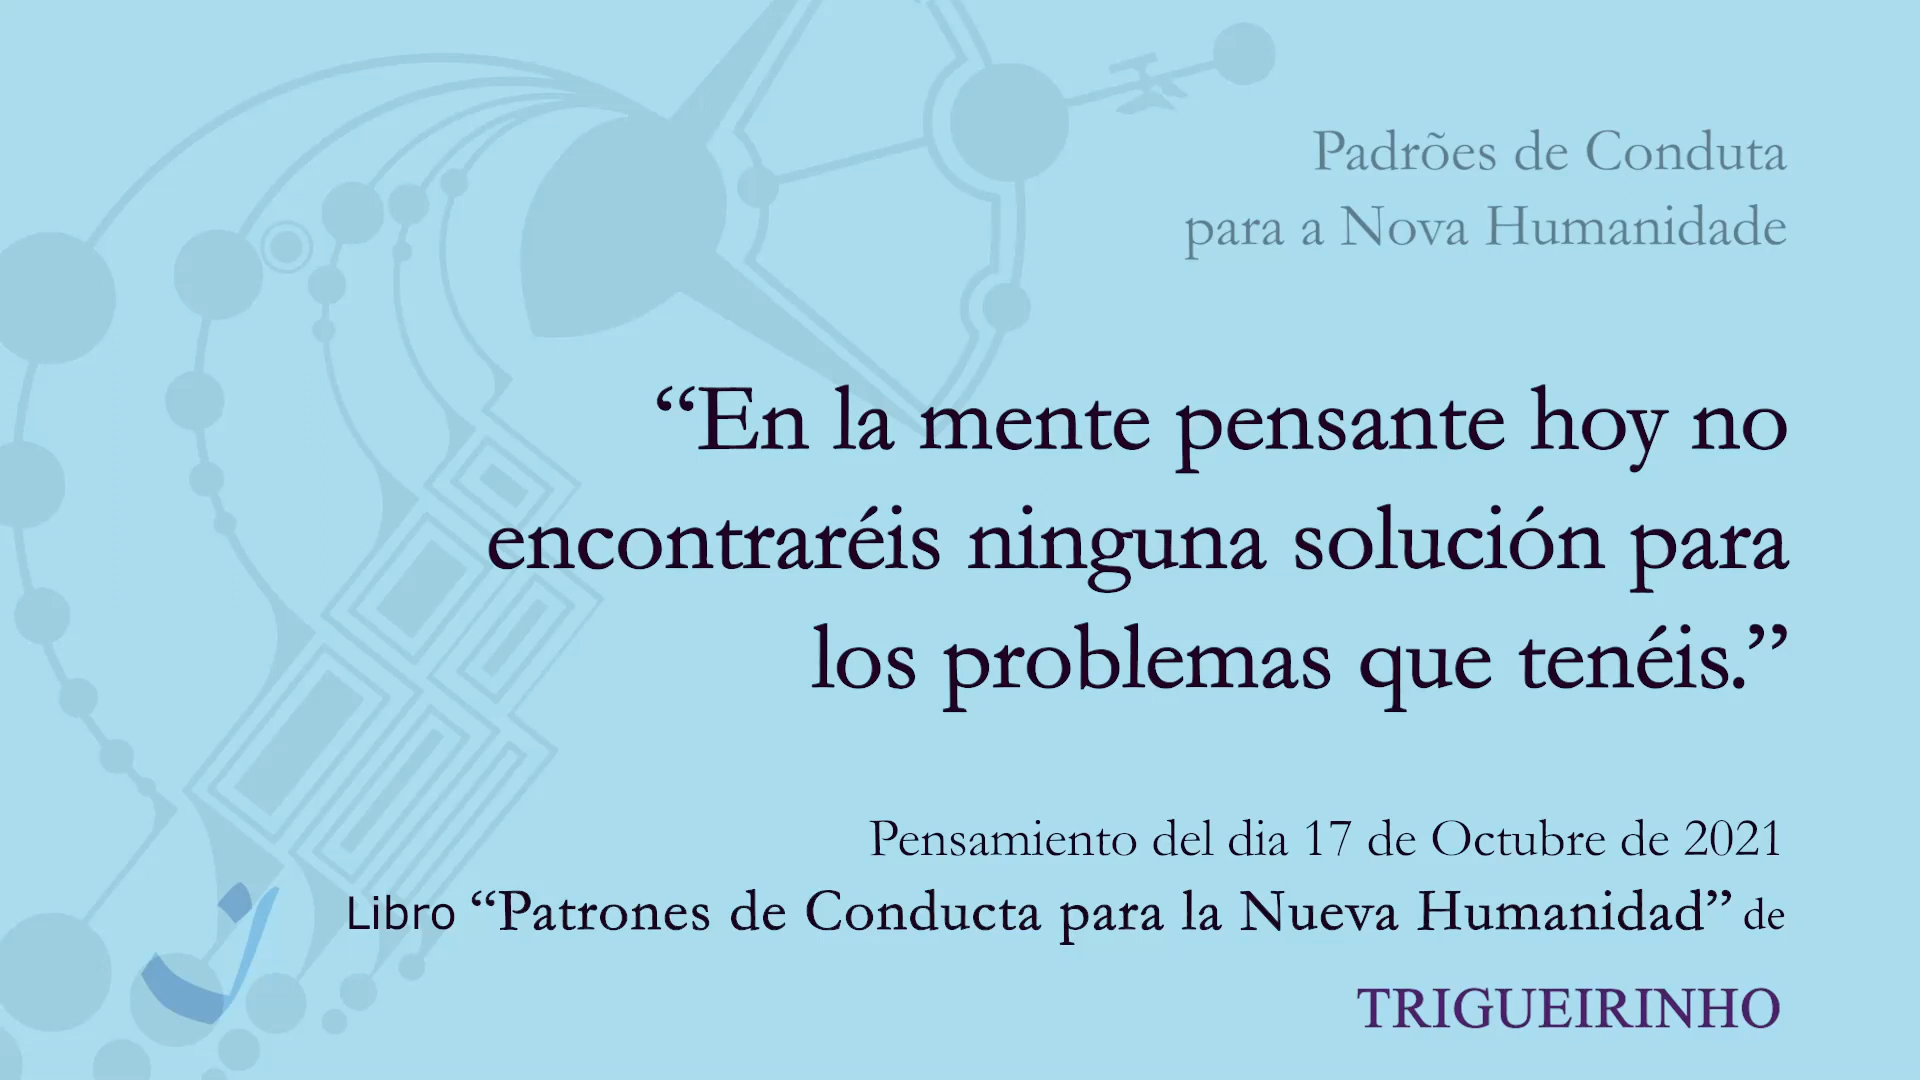 Padrões de Conduta
para a Nova Humanidade
“En la mente pensante hoy no
encontraréis ninguna solución para
los problemas que tenéis.”
Pensamiento del dia 17 de Octubre de 2021
Libro “Patrones de Conducta para la Nueva Humanidad” de
TRIGUEIRINHO